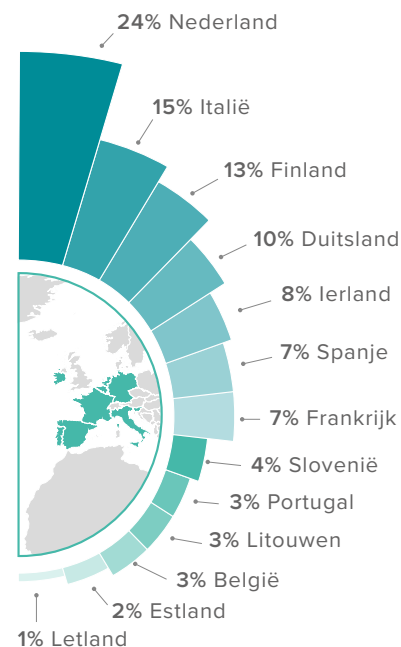 24% Nederland
15% Italië
13% Finland
10% Duitsland
8% Ierland
7% Spanje
7% Frankrijk
4% Slovenië
3% Portugal
3% Litouwen
3% België
2% Estland
1% Letland